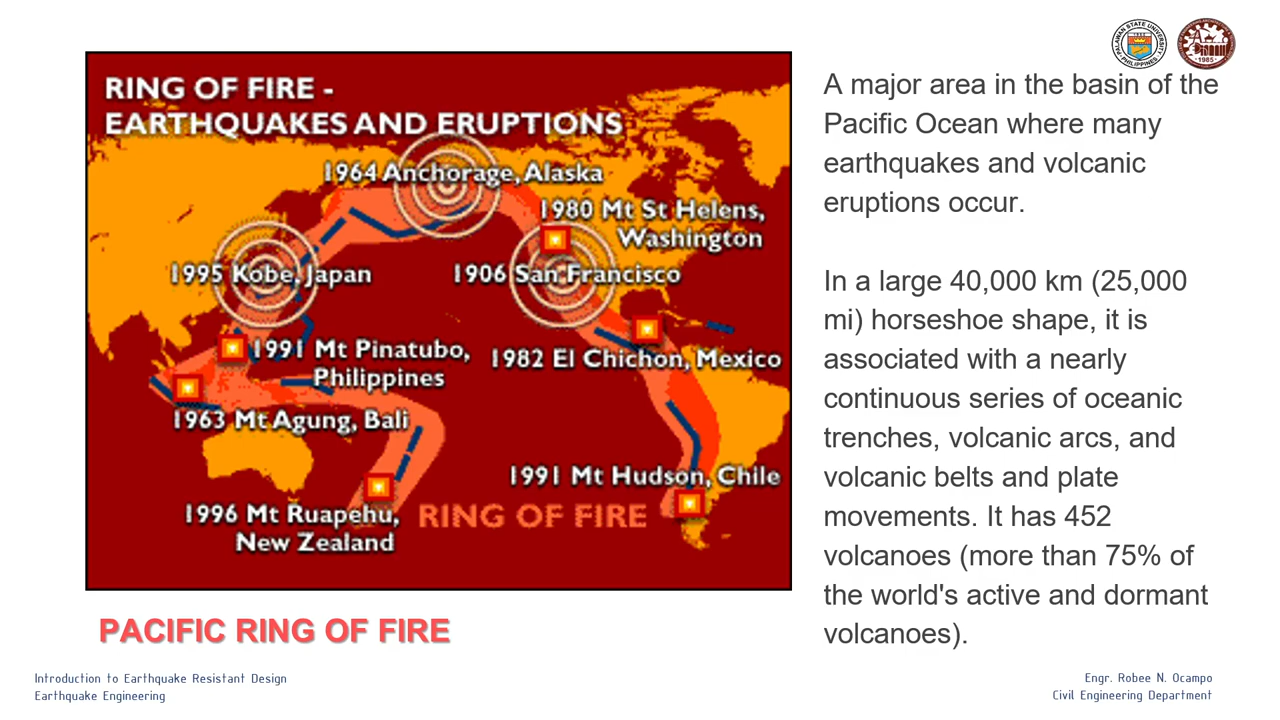 PALAWAN STATE UNIVERSITY
PHILIPPINES
1985
RING OF FIRE -
EARTHQUAKES AND ERUPTIONS
1964 Anchorage, Alaska
1980 Mt St Helens,
Washington
1995 Kobe, Japan
1906 San Francisco
1991 Mt Pinatubo,
Philippines
1982 El Chichon, Mexico
1963 Mt Agung, Bali
1991 Mt Hudson, Chile
1996 Mt Ruapehu,
New Zealand
RING OF FIRE
PACIFIC RING OF FIRE
A major area in the basin of the
Pacific Ocean where many
earthquakes and volcanic
eruptions occur.
In a large 40,000 km (25,000
mi) horseshoe shape, it is
associated with a nearly
continuous series of oceanic
trenches, volcanic arcs, and
volcanic belts and plate
movements. It has 452
volcanoes (more than 75% of
the world's active and dormant
volcanoes).
Introduction to Earthquake Resistant Design
Earthquake Engineering
Engr. Robee N. Ocampo
Civil Engineering Department